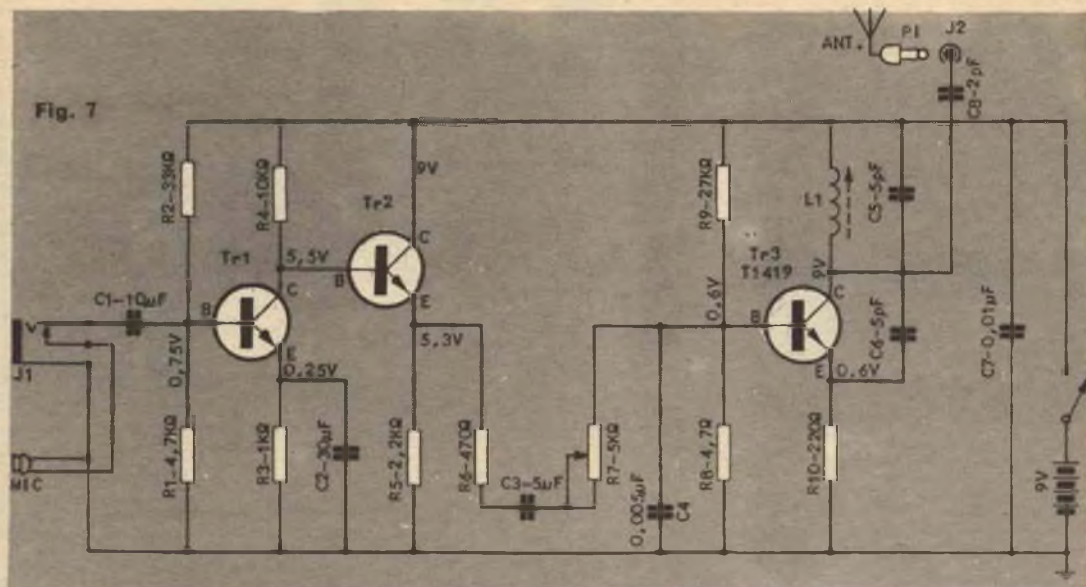 Fig. 7
ANT.
P1
J2
C8-2pF
R2-33KΩ
R4-10KΩ
9V
Tr2
R9-27KΩ
L1
C5-5pF
Tr1
5,5V
B
C
E
Tr3
T1419
9V
C1-10µF
B
C
E
0,75V
0.25V
5,3V
0,6V
B
C
E
0.6V
C6-5pF
C7-0,01µF
J1
MIC
R1-4,7KΩ
R3-1KΩ
C2-30µF
R5-2,2KΩ
R6-470Ω
C3-5µF
R7-5KΩ
0,005µF
C4
R8-4,7Ω
R10-220Ω
9V